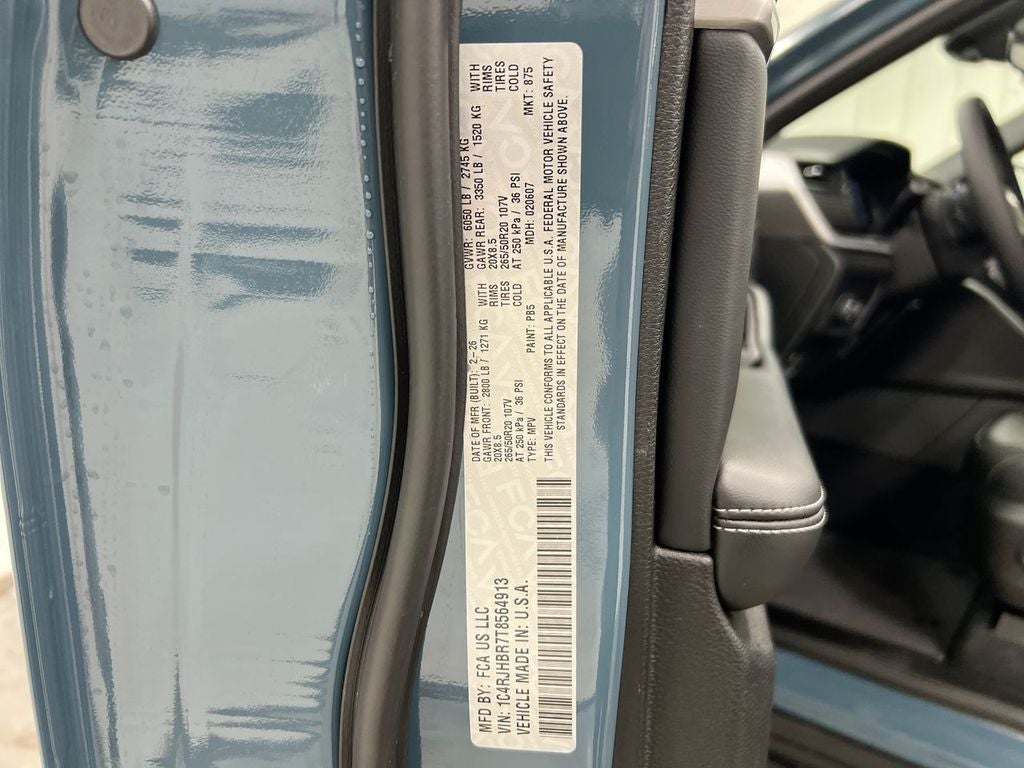 MFD BY: FCA US LLC
DATE OF MFR (BUILT): 2-26
GVWR: 6050 LB / 2745 KG
GAWR FRONT: 2800 LB / 1271 KG WITH
20X8.5 RIMS
265/50R20 107V TIRES
AT 250 kPa / 36 PSI COLD
GAWR REAR: 3350 LB / 1520 KG WITH
20X8.5 RIMS
265/50R20 107V TIRES
AT 250 kPa / 36 PSI COLD
VIN: 1C4RJHBR7T8564913
TYPE: MPV PAINT: PB5 MDH: 020607 MKT: 875
VEHICLE MADE IN: U.S.A.
THIS VEHICLE CONFORMS TO ALL APPLICABLE U.S.A. FEDERAL MOTOR VEHICLE SAFETY
STANDARDS IN EFFECT ON THE DATE OF MANUFACTURE SHOWN ABOVE.
FCA